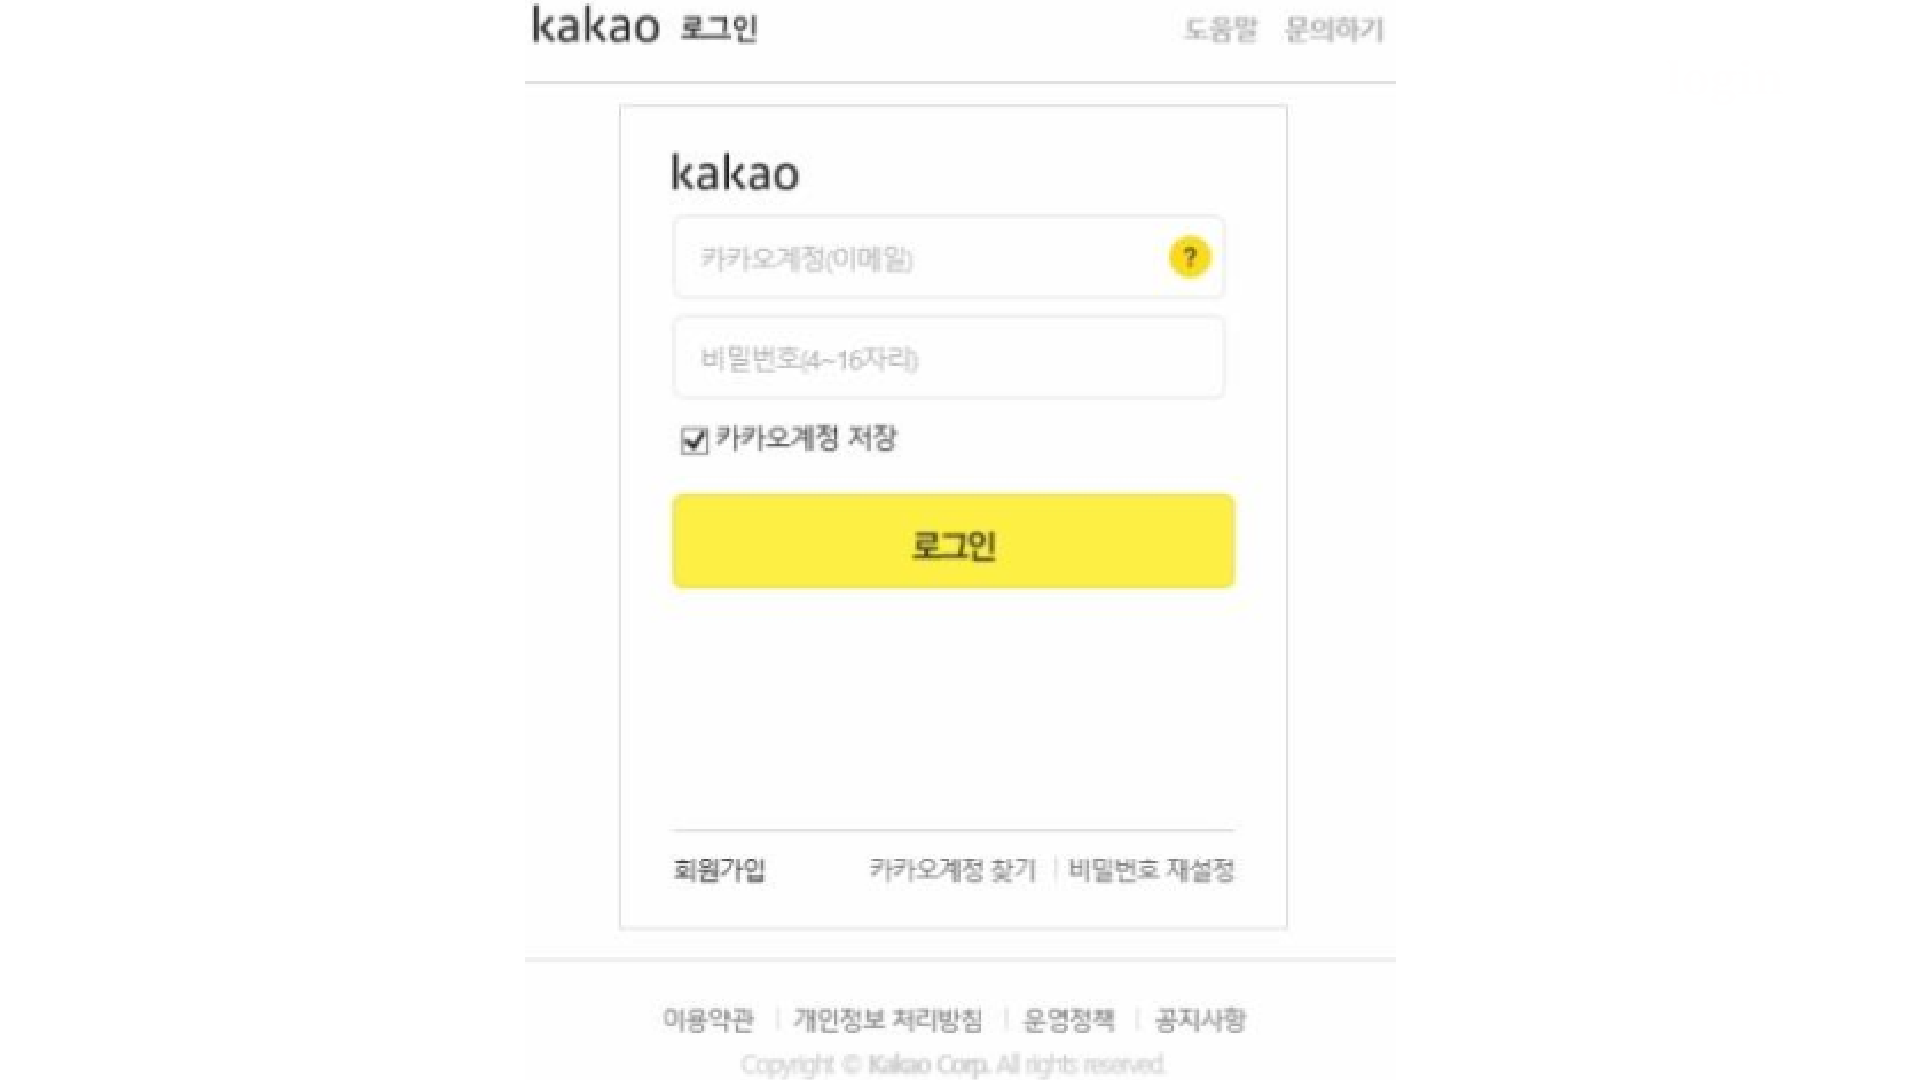 kakao 로그인 도움말 문의하기
kakao
카카오계정(이메일) ?
비밀번호(4~16자리)
카카오계정 저장
로그인
회원가입 카카오계정 찾기 비밀번호 재설정
이용약관 개인정보 처리방침 운영정책 공지사항
Copyright © Kakao Corp. All rights reserved.